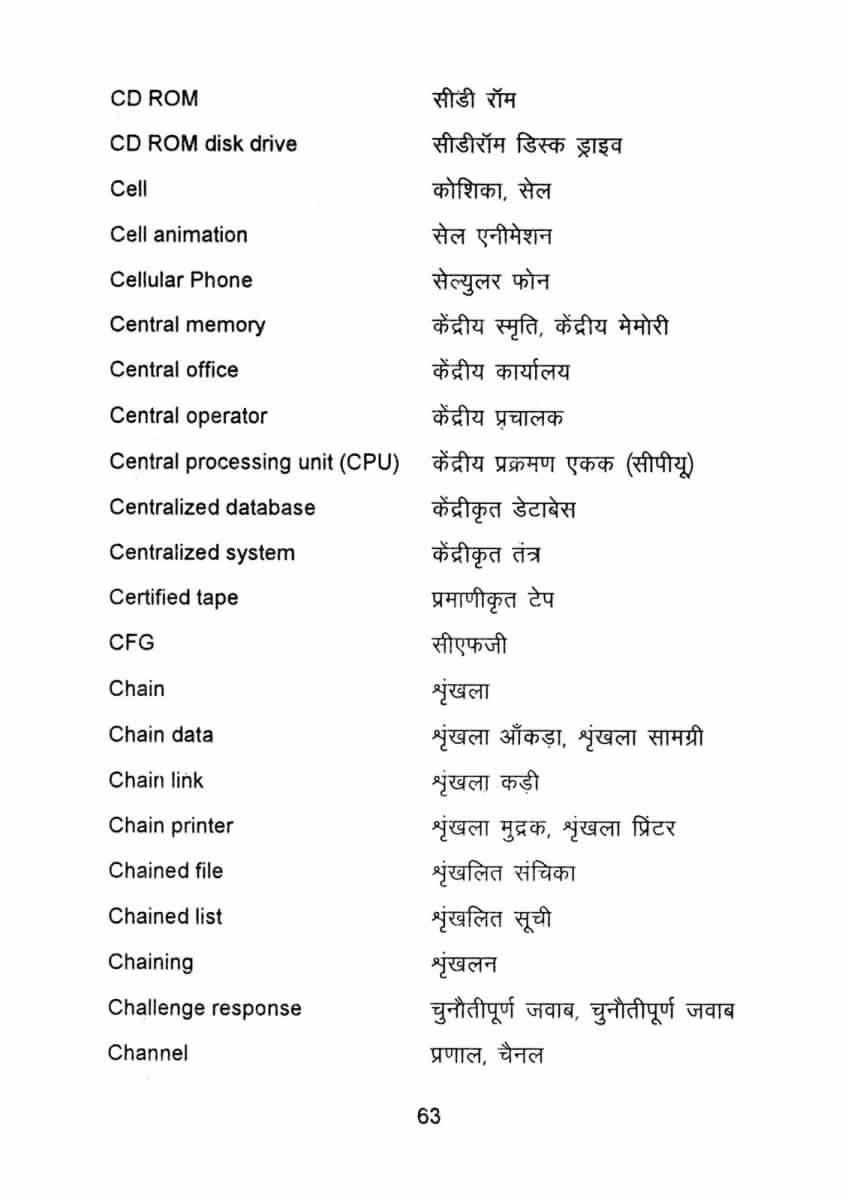 CD ROM सीडी रॉम
CD ROM disk drive सीडीरॉम डिस्क ड्राइव
Cell कोशिका, सेल
Cell animation सेल एनीमेशन
Cellular Phone सेल्युलर फोन
Central memory केंद्रीय स्मृति, केंद्रीय मेमोरी
Central office केंद्रीय कार्यालय
Central operator केंद्रीय प्रचालक
Central processing unit (CPU) केंद्रीय प्रक्रमण एकक (सीपीयू)
Centralized database केंद्रीकृत डेटाबेस
Centralized system केंद्रीकृत तंत्र
Certified tape प्रमाणीकृत टेप
CFG सीएफजी
Chain शृंखला
Chain data शृंखला आँकड़ा, शृंखला सामग्री
Chain link शृंखला कड़ी
Chain printer शृंखला मुद्रक, शृंखला प्रिंटर
Chained file शृंखलित संचिका
Chained list शृंखलित सूची
Chaining शृंखलन
Challenge response चुनौतीपूर्ण जवाब, चुनौतीपूर्ण जवाब
Channel प्रणाल, चैनल
63